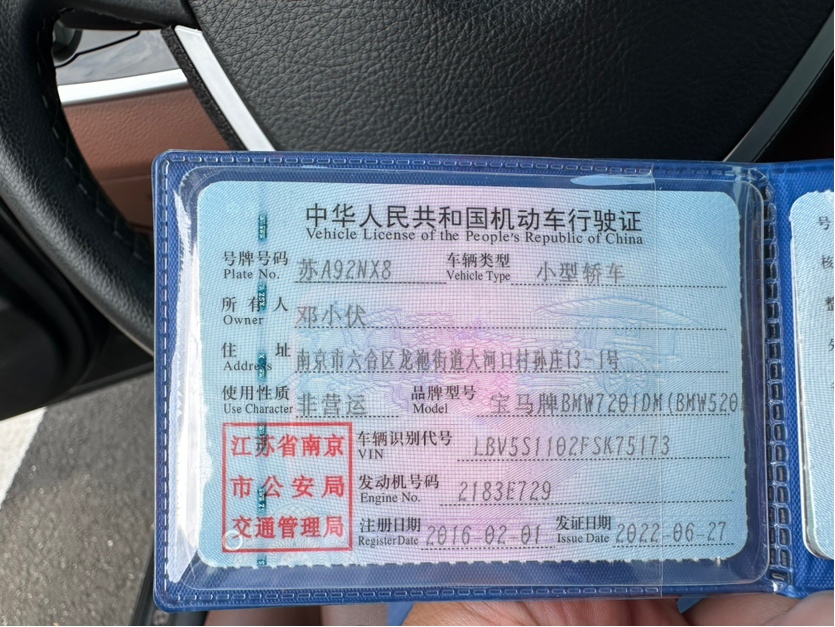 中华人民共和国机动车行驶证
Vehicle License of the People's Republic of China
号牌号码 苏A92NX8 车辆类型 小型轿车
Plate No. Vehicle Type
所有人 邓小伏
Owner
住址 南京市六合区龙袍街道大河口村孙庄13-1号
Address
使用性质 非营运 品牌型号 宝马牌BMW7201DM(BMW520
Use Character Model
江苏省南京
市公安局
交通管理局
车辆识别代号 LBV5S1102FSK75173
VIN
发动机号码 2183E729
Engine No.
注册日期 2016-02-01 发证日期 2022-06-27
Register Date Issue Date
号
核
整